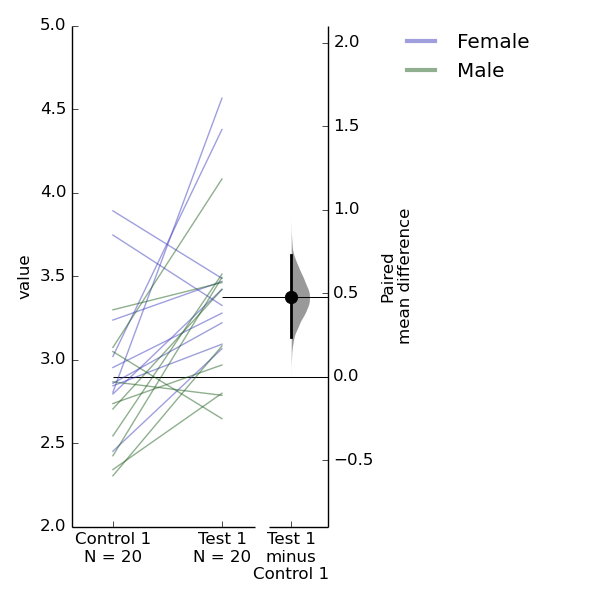 5.0
4.5
4.0
3.5
3.0
2.5
2.0
value
Control 1
N = 20
Test 1
N = 20
Test 1
minus
Control 1
2.0
1.5
1.0
0.5
0.0
−0.5
Paired
mean difference
Female
Male